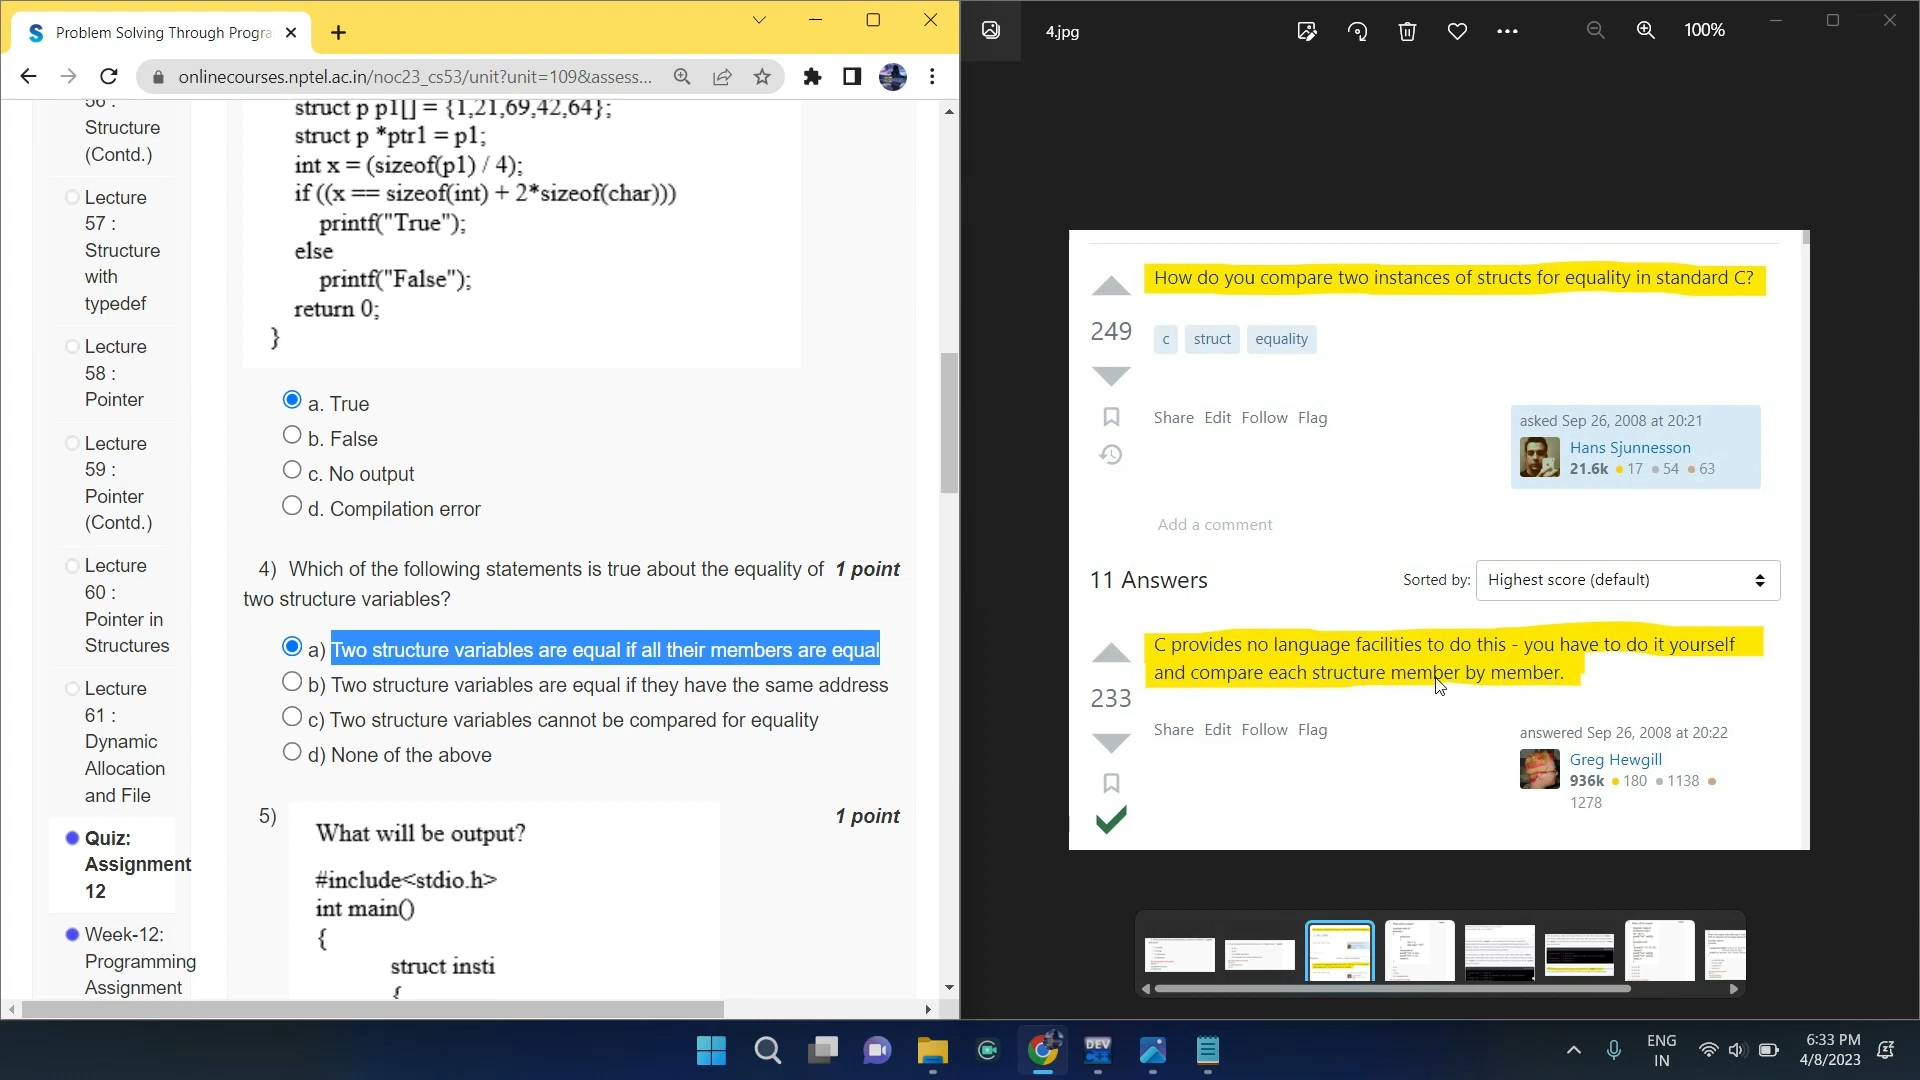 Problem Solving Through Progra
onlinecourses.nptel.ac.in/noc23_cs53/unit?unit=109&assess...
56 :
Structure
(Contd.)
Lecture
57 :
Structure
with
typedef
Lecture
58 :
Pointer
Lecture
59 :
Pointer
(Contd.)
Lecture
60 :
Pointer in
Structures
Lecture
61 :
Dynamic
Allocation
and File
Quiz:
Assignment
12
Week-12:
Programming
Assignment
struct p p1[] = {1,21,69,42,64};
struct p *ptr1 = p1;
int x = (sizeof(p1) / 4);
if ((x == sizeof(int) + 2*sizeof(char)))
printf("True");
else
printf("False");
return 0;
}
a. True
b. False
c. No output
d. Compilation error
4) Which of the following statements is true about the equality of 1 point
two structure variables?
a) Two structure variables are equal if all their members are equal
b) Two structure variables are equal if they have the same address
c) Two structure variables cannot be compared for equality
d) None of the above
5) 1 point
What will be output?
#include<stdio.h>
int main()
{
struct insti
{
4.jpg
100%
How do you compare two instances of structs for equality in standard C?
249
c struct equality
Share Edit Follow Flag
asked Sep 26, 2008 at 20:21
Hans Sjunnesson
21.6k 17 54 63
Add a comment
11 Answers
Sorted by: Highest score (default)
C provides no language facilities to do this - you have to do it yourself
and compare each structure member by member.
233
Share Edit Follow Flag
answered Sep 26, 2008 at 20:22
Greg Hewgill
936k 180 1138
1278
DEV
ENG
IN
6:33 PM
4/8/2023